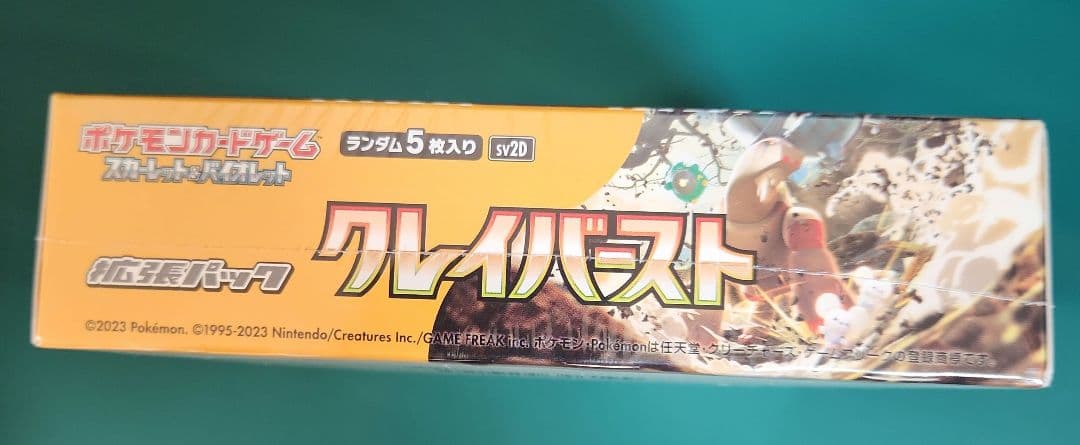 ポケモンカードゲーム
スカーレット&バイオレット
ランダム5枚入り SV2D
クレイバースト
拡張パック
©2023 Pokémon. ©1995-2023 Nintendo/Creatures Inc./GAME FREAK inc. ポケモン・Pokémonは任天堂・クリーチャーズ・ゲームフリークの登録商標です。